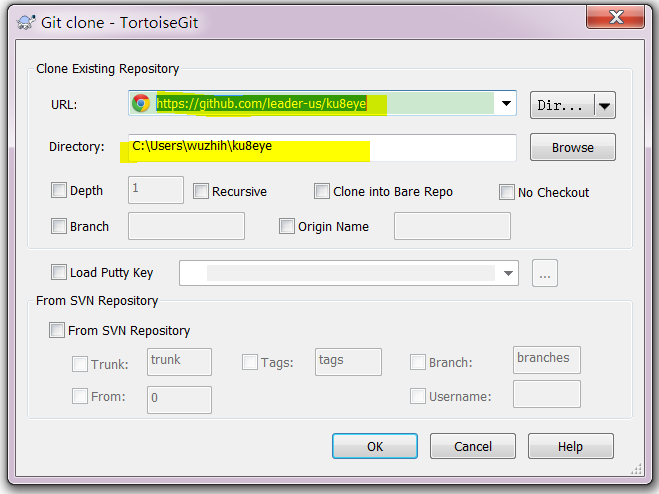 Git clone - TortoiseGit
Clone Existing Repository
URL: https://github.com/leader-us/ku8eye Dir...
Directory: C:\Users\wuzhih\ku8eye Browse
Depth 1 Recursive Clone into Bare Repo No Checkout
Branch Origin Name
Load Putty Key ...
From SVN Repository
From SVN Repository
Trunk: trunk Tags: tags Branch: branches
From: 0 Username:
OK Cancel Help